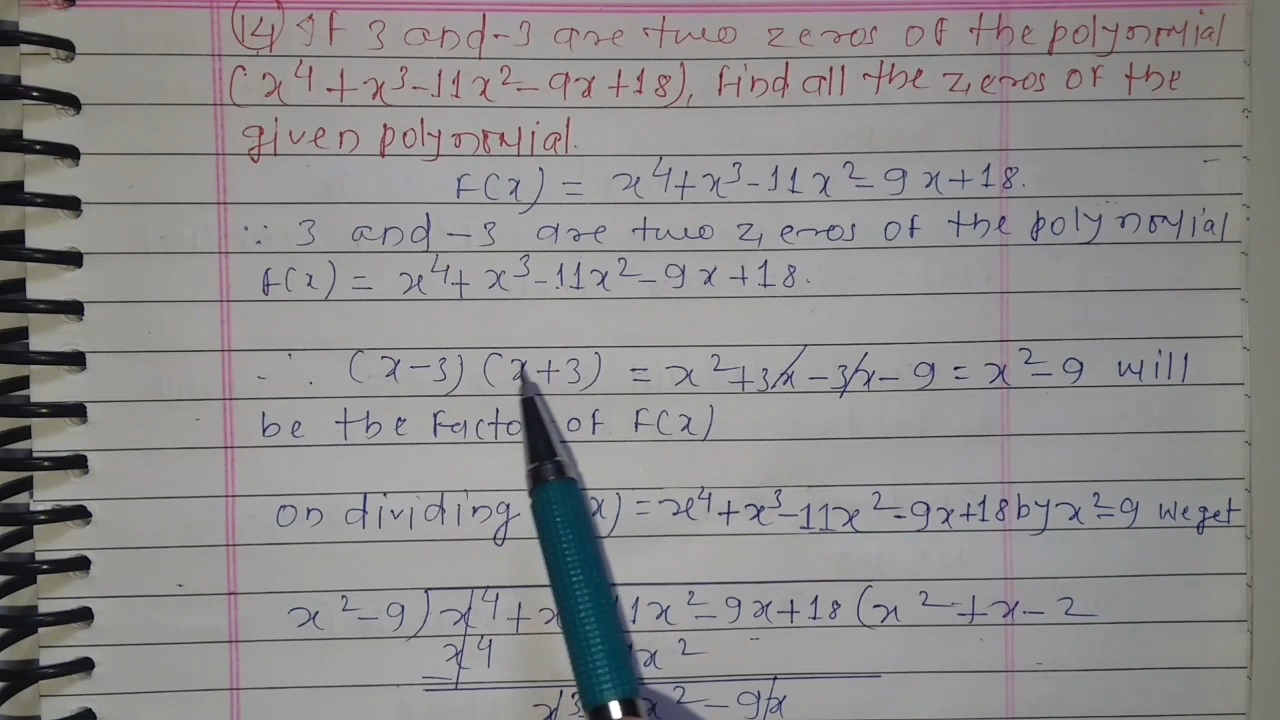 (14) If 3 and -3 are two zeros of the polynomial
(x⁴+x³-11x²-9x+18), find all the zeros of the
given polynomial.
F(x) = x⁴+x³-11x²-9x+18.
∵ 3 and -3 are two zeros of the polynomial
f(x) = x⁴+x³-11x²-9x+18.
∴ (x-3)(x+3) = x²+3x-3x-9 = x²-9 will
be the factor of F(x)
on dividing x) = x⁴+x³-11x²-9x+18 by x²-9 we get
x²-9) x⁴+x 11x²-9x+18 (x²+x-2
x⁴ x²
x³ x²-9x